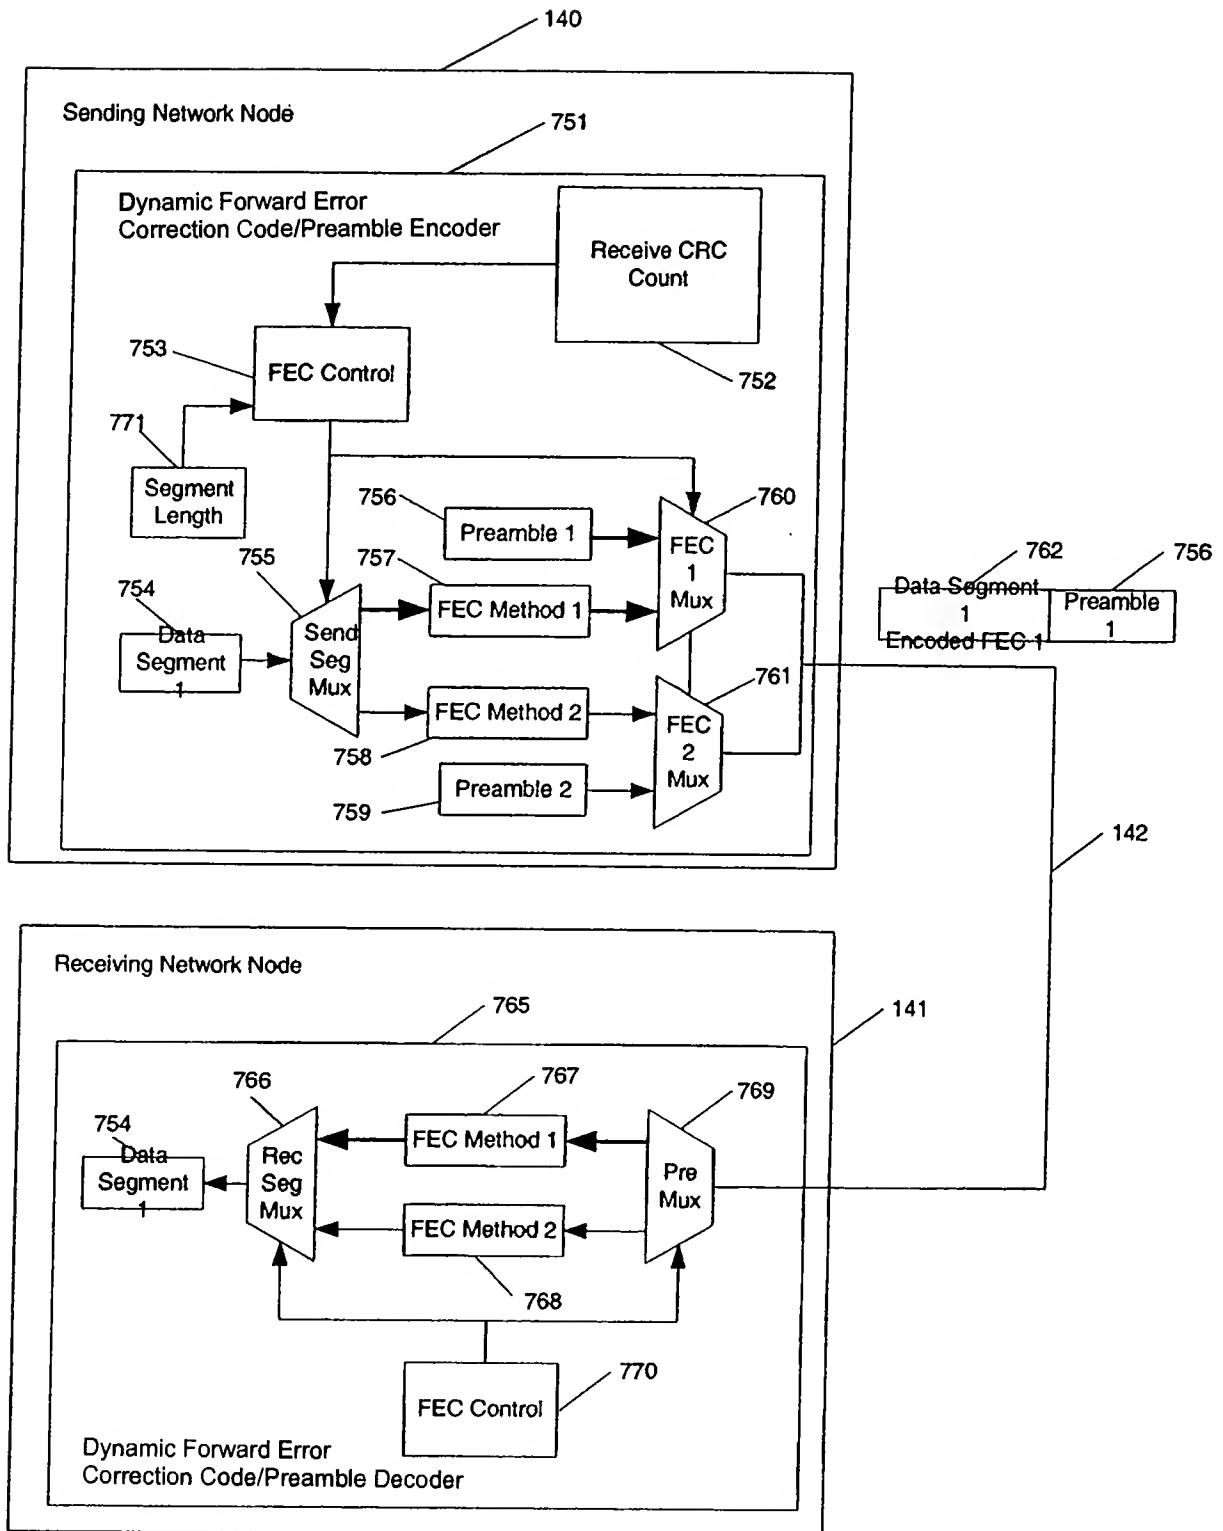 140
Sending Network Node
751
Dynamic Forward Error
Correction Code/Preamble Encoder
Receive CRC
Count
753
FEC Control
752
771
Segment
Length
756
Preamble 1
760
FEC
1
Mux
762
756
Data Segment
1
Encoded FEC 1
Preamble
1
755
757
FEC Method 1
754
Data
Segment
1
Send
Seg
Mux
761
FEC Method 2
FEC
2
Mux
758
Preamble 2
759
142
Receiving Network Node
765
141
766
767
769
754
FEC Method 1
Data
Segment
1
Rec
Seg
Mux
Pre
Mux
FEC Method 2
768
770
FEC Control
Dynamic Forward Error
Correction Code/Preamble Decoder